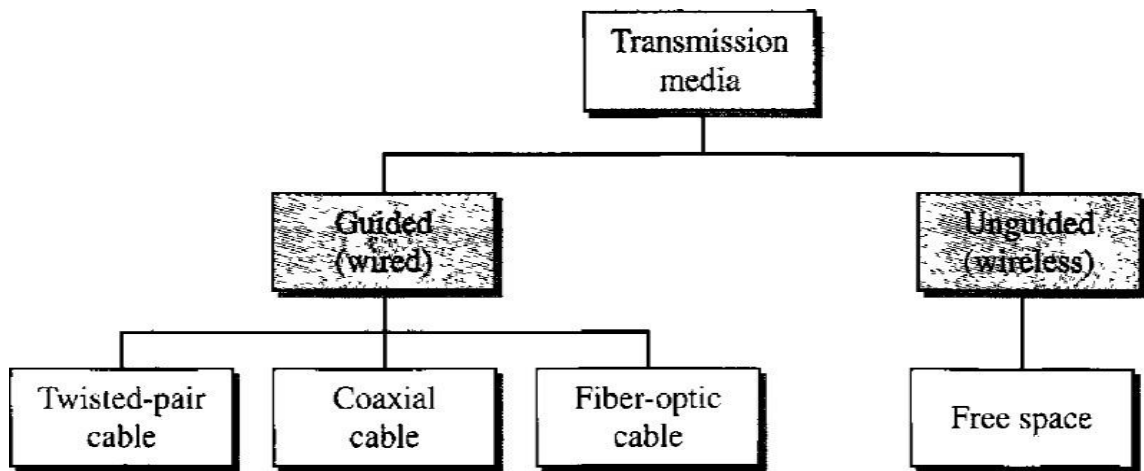 Transmission
media
Guided
(wired)
Unguided
(wireless)
Twisted-pair
cable
Coaxial
cable
Fiber-optic
cable
Free space